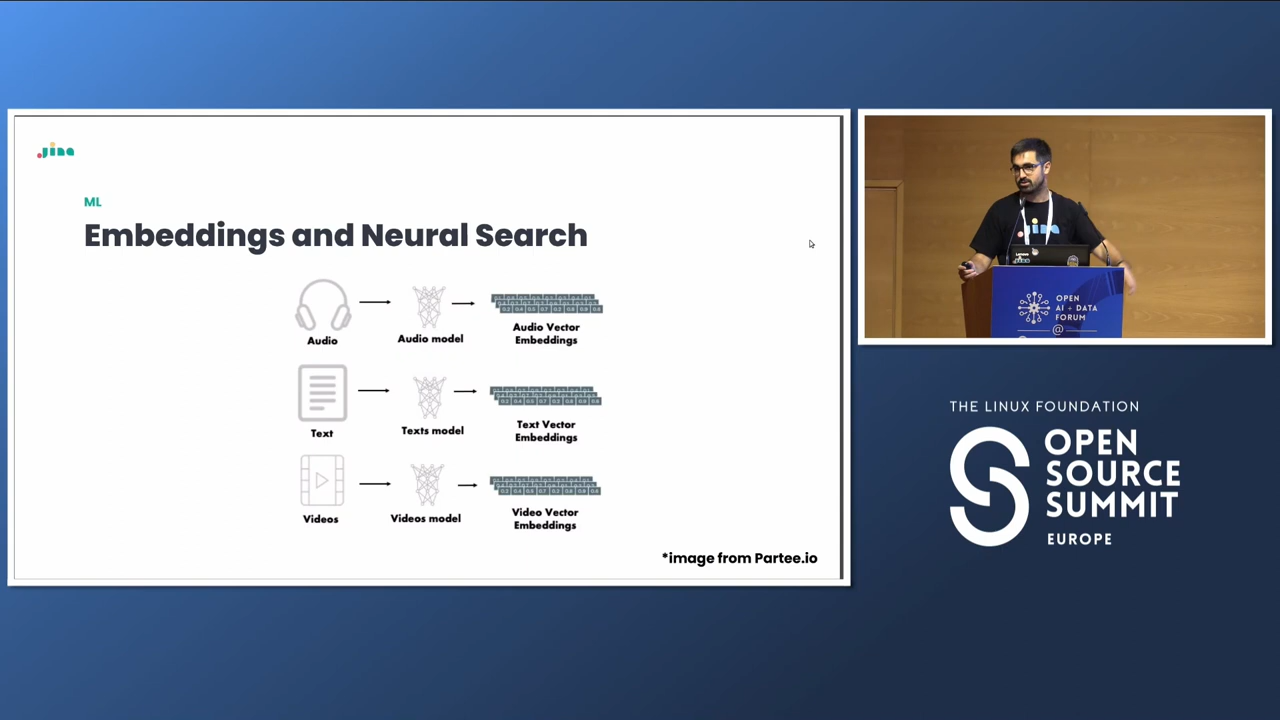 Jina
ML
Embeddings and Neural Search
Audio
Audio model
Audio Vector
Embeddings
Text
Texts model
Text Vector
Embeddings
Videos
Videos model
Video Vector
Embeddings
*image from Partee.io
Jina
OPEN
AI + DATA
FORUM
@
THE LINUX FOUNDATION
OPEN
SOURCE
SUMMIT
EUROPE